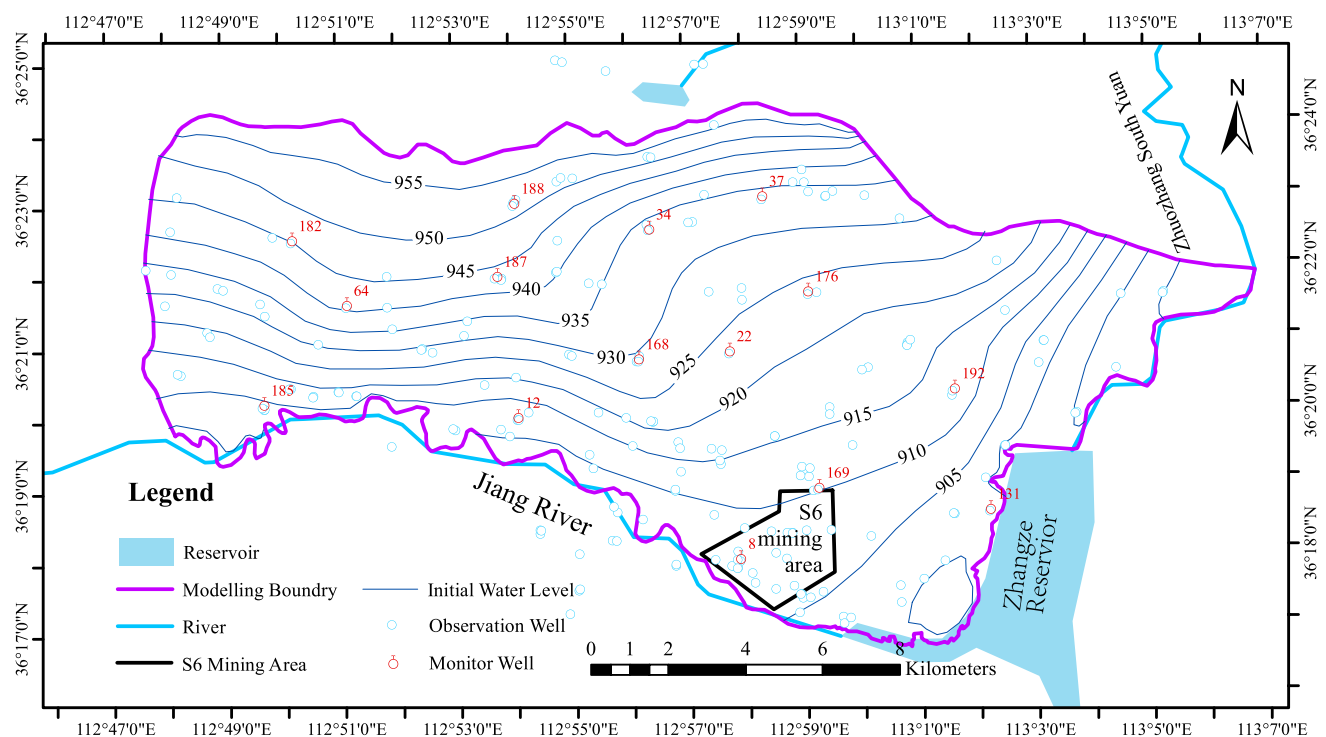 112°47'0"E 112°49'0"E 112°51'0"E 112°53'0"E 112°55'0"E 112°57'0"E 112°59'0"E 113°1'0"E 113°3'0"E 113°5'0"E 113°7'0"E
36°25'0"N
36°23'0"N
36°21'0"N
36°19'0"N
36°17'0"N
36°24'0"N
36°22'0"N
36°20'0"N
36°18'0"N
N
Zhuozhang South Yuan
955
950
945
940
935
930
925
920
915
910
905
188
37
34
182
187
64
176
168
22
192
185
12
169
131
8
S6
mining
area
Jiang River
Zhangze
Reservior
Legend
Reservoir
Modelling Boundry
Initial Water Level
River
Observation Well
S6 Mining Area
Monitor Well
0 1 2 4 6 8
Kilometers
112°47'0"E 112°49'0"E 112°51'0"E 112°53'0"E 112°55'0"E 112°57'0"E 112°59'0"E 113°1'0"E 113°3'0"E 113°5'0"E 113°7'0"E